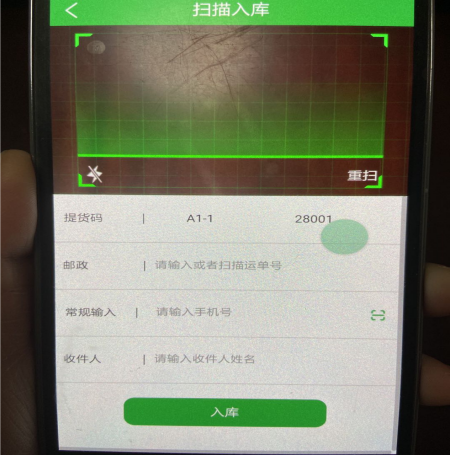 扫描入库
重扫
提货码 | A1-1 28001
邮政 | 请输入或者扫描运单号
常规输入 | 请输入手机号
收件人 | 请输入收件人姓名
入库